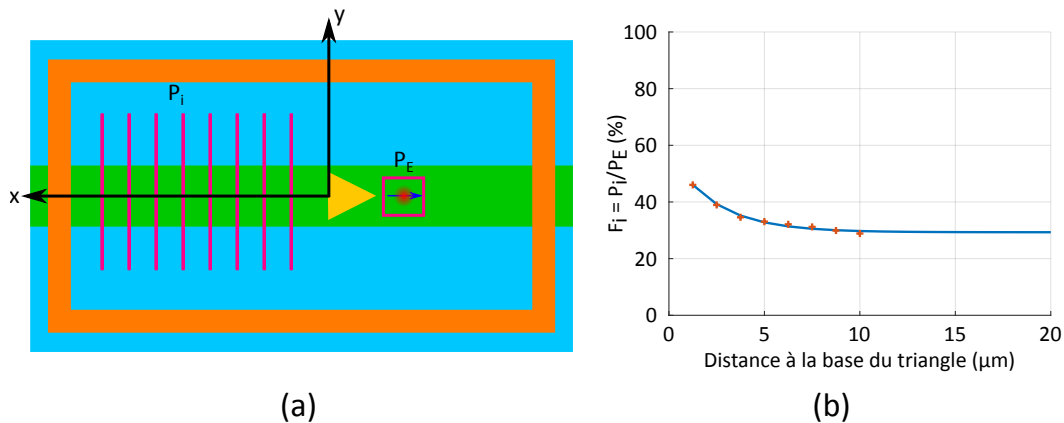 y
P_i
P_E
x
(a)
F_i = P_i/P_E (%)
100
80
60
40
20
0
0 5 10 15 20
Distance à la base du triangle (µm)
(b)